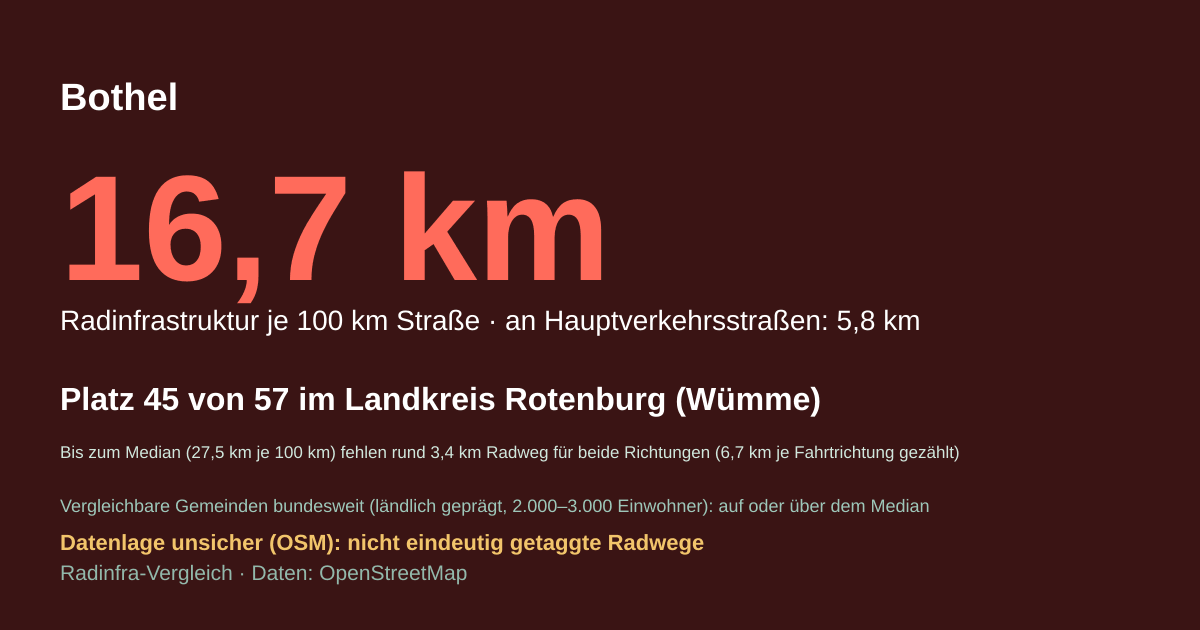 Bothel
16,7 km
Radinfrastruktur je 100 km Straße · an Hauptverkehrsstraßen: 5,8 km
Platz 45 von 57 im Landkreis Rotenburg (Wümme)
Bis zum Median (27,5 km je 100 km) fehlen rund 3,4 km Radweg für beide Richtungen (6,7 km je Fahrtrichtung gezählt)
Vergleichbare Gemeinden bundesweit (ländlich geprägt, 2.000–3.000 Einwohner): auf oder über dem Median
Datenlage unsicher (OSM): nicht eindeutig getaggte Radwege
Radinfra-Vergleich · Daten: OpenStreetMap